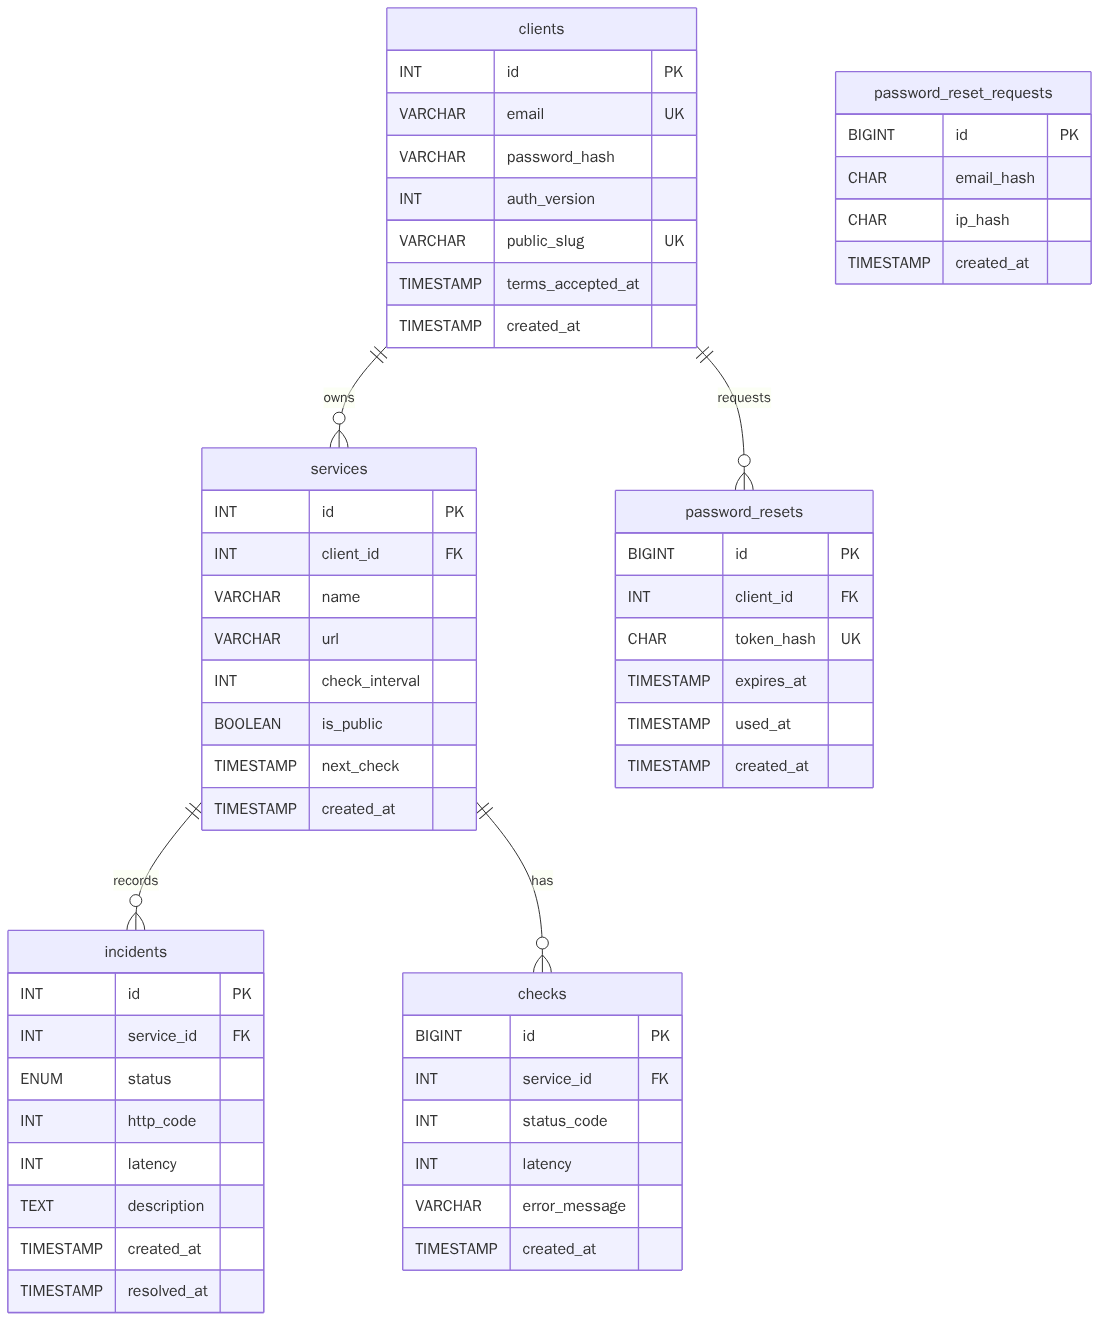 clients
INT id PK
VARCHAR email UK
VARCHAR password_hash
INT auth_version
VARCHAR public_slug UK
TIMESTAMP terms_accepted_at
TIMESTAMP created_at
password_reset_requests
BIGINT id PK
CHAR email_hash
CHAR ip_hash
TIMESTAMP created_at
owns
requests
services
INT id PK
INT client_id FK
VARCHAR name
VARCHAR url
INT check_interval
BOOLEAN is_public
TIMESTAMP next_check
TIMESTAMP created_at
password_resets
BIGINT id PK
INT client_id FK
CHAR token_hash UK
TIMESTAMP expires_at
TIMESTAMP used_at
TIMESTAMP created_at
records
has
incidents
INT id PK
INT service_id FK
ENUM status
INT http_code
INT latency
TEXT description
TIMESTAMP created_at
TIMESTAMP resolved_at
checks
BIGINT id PK
INT service_id FK
INT status_code
INT latency
VARCHAR error_message
TIMESTAMP created_at